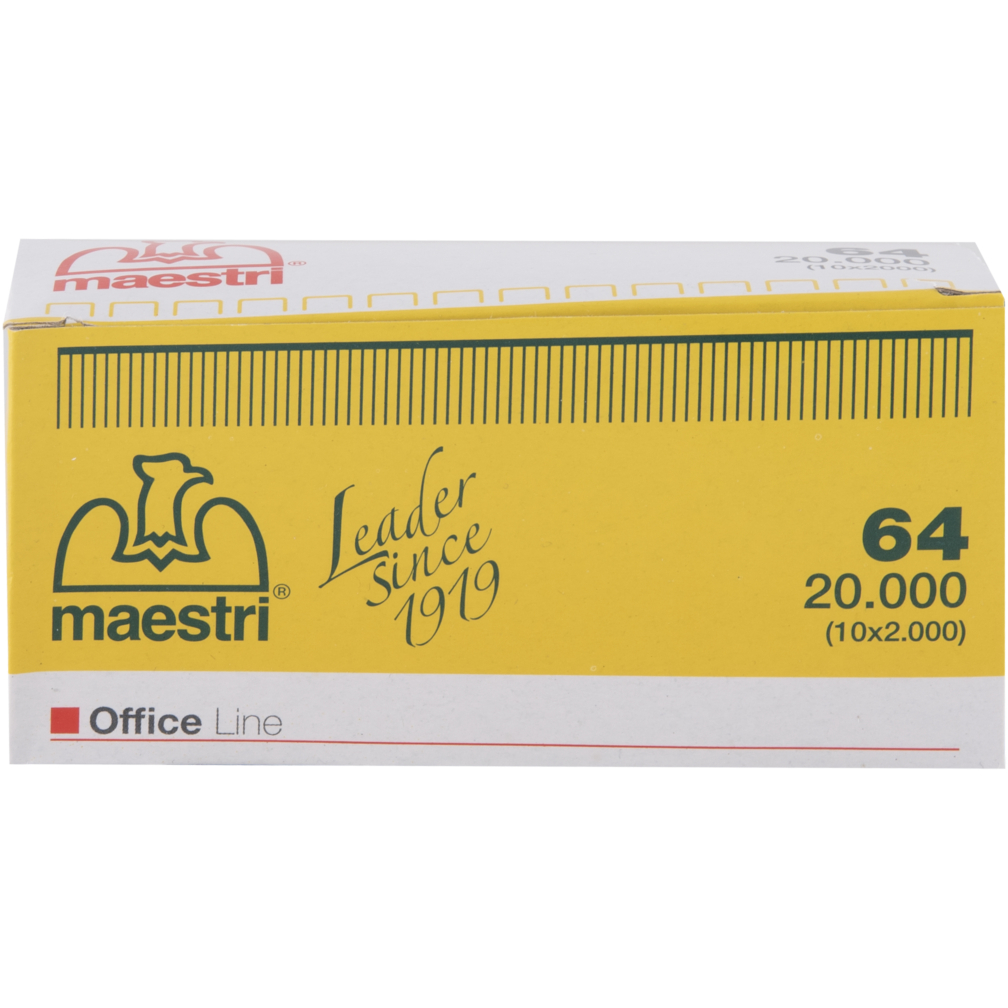 maestri®
64
20.000
(10x2000)
maestri®
Leader
since
1919
64
20.000
(10x2.000)
Office Line